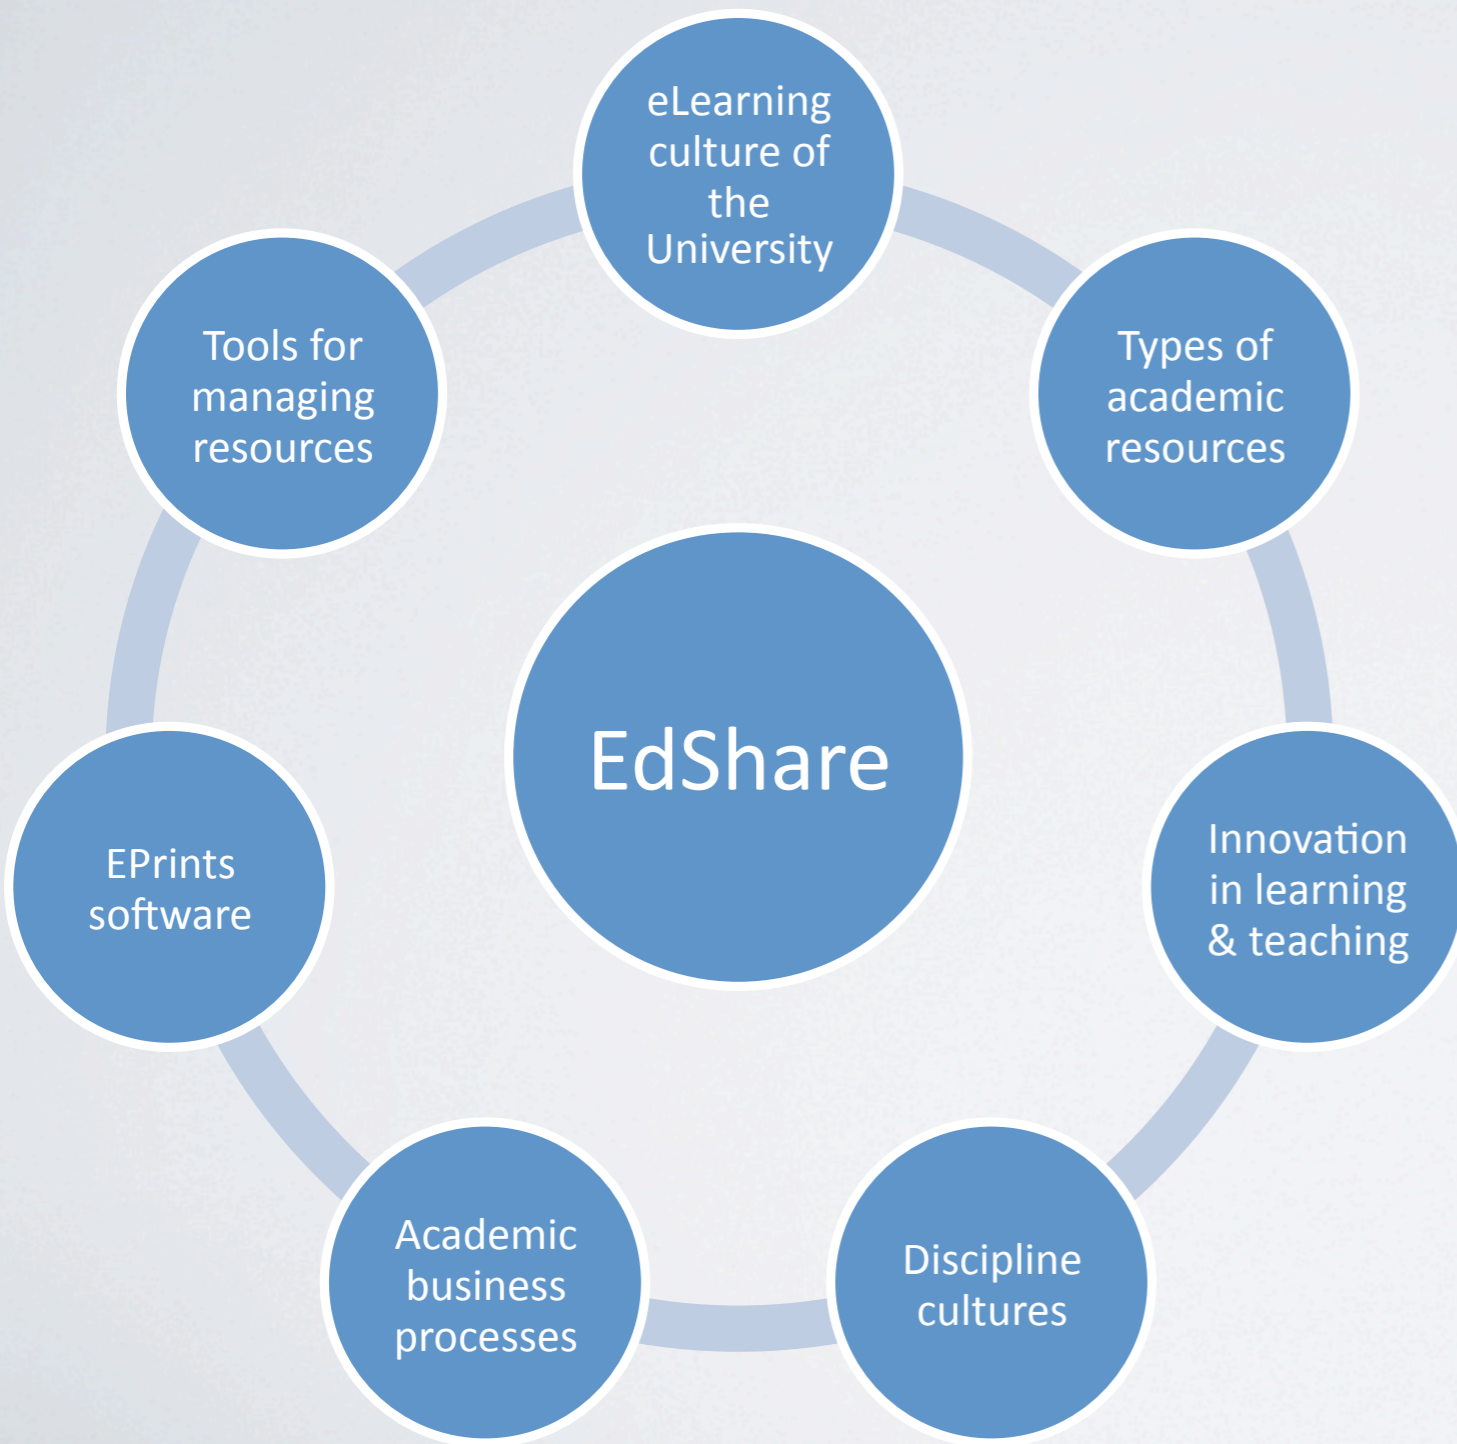 eLearning
culture of
the
University
Types of
academic
resources
Innovation
in learning
& teaching
Discipline
cultures
Academic
business
processes
EPrints
software
Tools for
managing
resources
EdShare